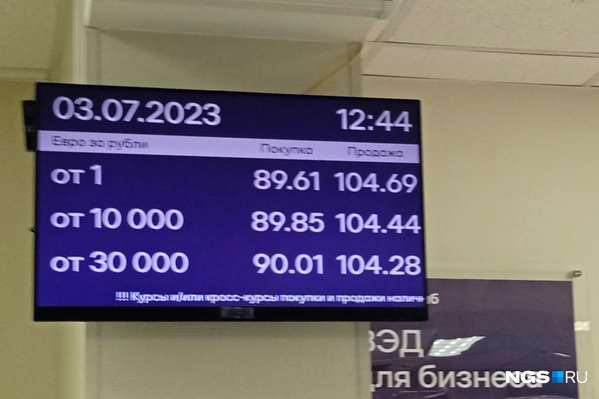 03.07.2023 12:44
Евро за рубли Покупка Продажа
от 1 89.61 104.69
от 10 000 89.85 104.44
от 30 000 90.01 104.28
!!!! Курсы и/или кросс-курсы покупки и продажи налич
ВЭД
для бизнеса
NGS RU